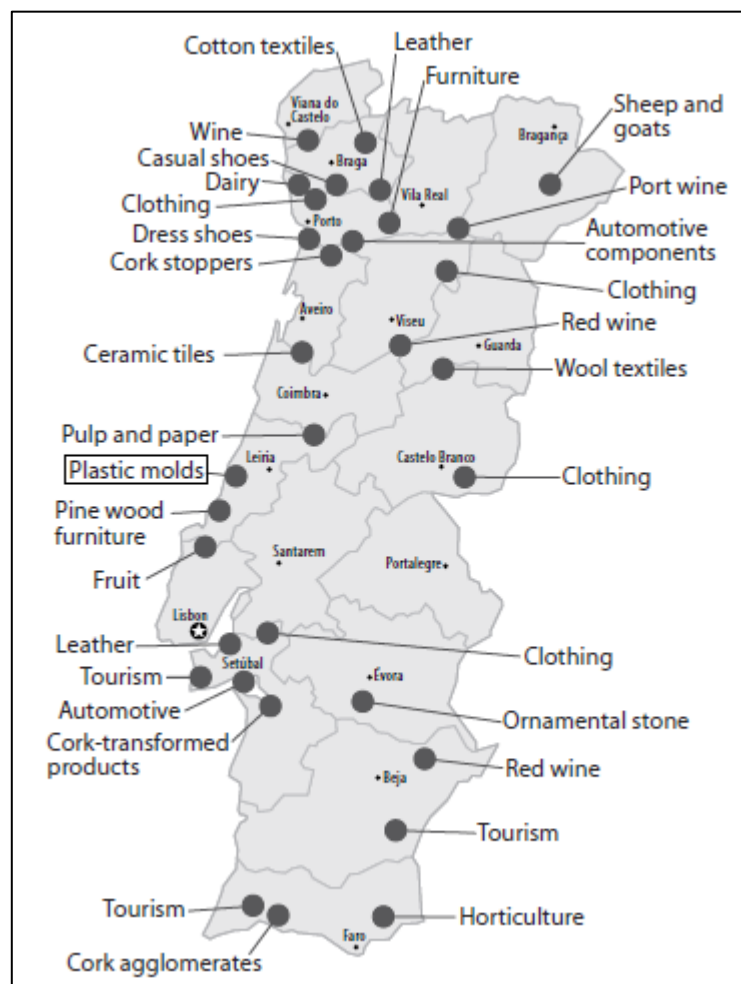 Cotton textiles
Leather
Furniture
Viana do
Castelo
Sheep and
goats
Bragança
Wine
Braga
Casual shoes
Dairy
Vila Real
Port wine
Clothing
Porto
Dress shoes
Automotive
components
Cork stoppers
Clothing
Aveiro
Viseu
Red wine
Guarda
Ceramic tiles
Wool textiles
Coimbra
Pulp and paper
Leiria
Castelo Branco
Plastic molds
Clothing
Pine wood
furniture
Santarem
Portalegre
Fruit
Lisbon
Leather
Clothing
Setúbal
Tourism
Évora
Automotive
Ornamental stone
Cork-transformed
products
Red wine
Beja
Tourism
Tourism
Horticulture
Faro
Cork agglomerates